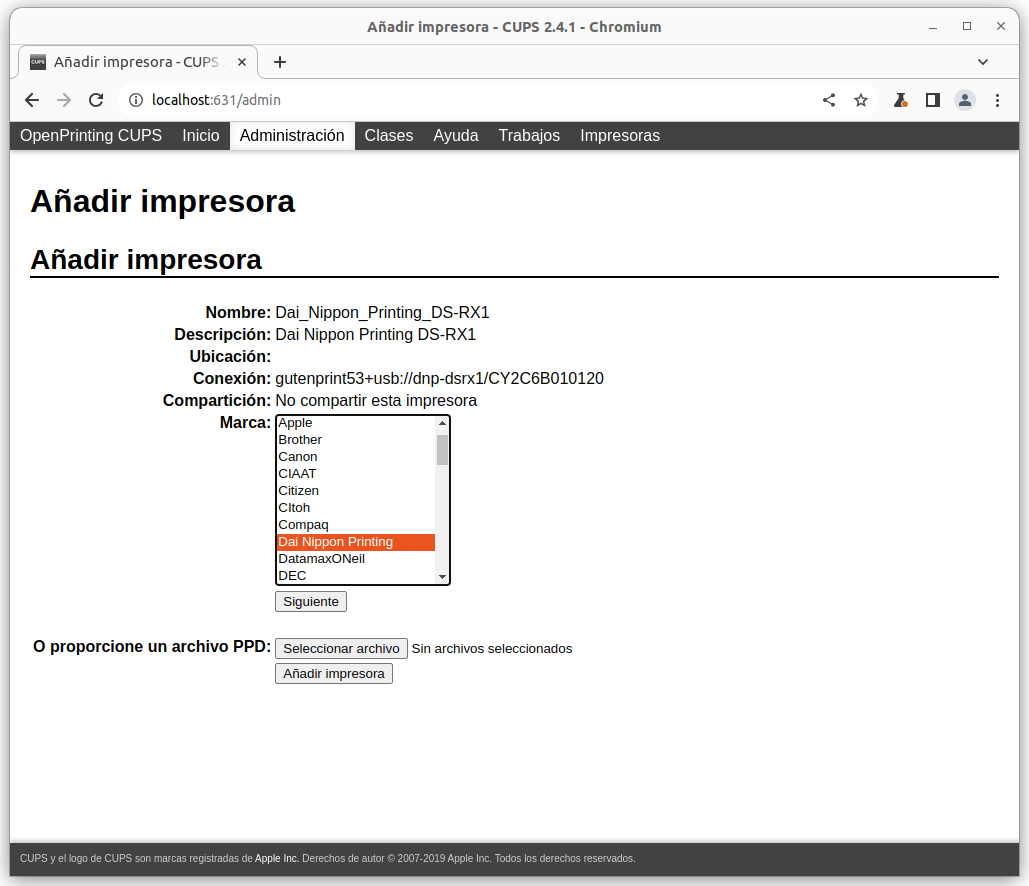 Añadir impresora - CUPS 2.4.1 - Chromium
CUPS Añadir impresora - CUPS
localhost:631/admin
OpenPrinting CUPS Inicio Administración Clases Ayuda Trabajos Impresoras
Añadir impresora
Añadir impresora
Nombre: Dai_Nippon_Printing_DS-RX1
Descripción: Dai Nippon Printing DS-RX1
Ubicación:
Conexión: gutenprint53+usb://dnp-dsrx1/CY2C6B010120
Compartición: No compartir esta impresora
Marca: Apple
Brother
Canon
CIAAT
Citizen
CItoh
Compaq
Dai Nippon Printing
DatamaxONeil
DEC
Siguiente
O proporcione un archivo PPD: Seleccionar archivo Sin archivos seleccionados
Añadir impresora
CUPS y el logo de CUPS son marcas registradas de Apple Inc. Derechos de autor © 2007-2019 Apple Inc. Todos los derechos reservados.